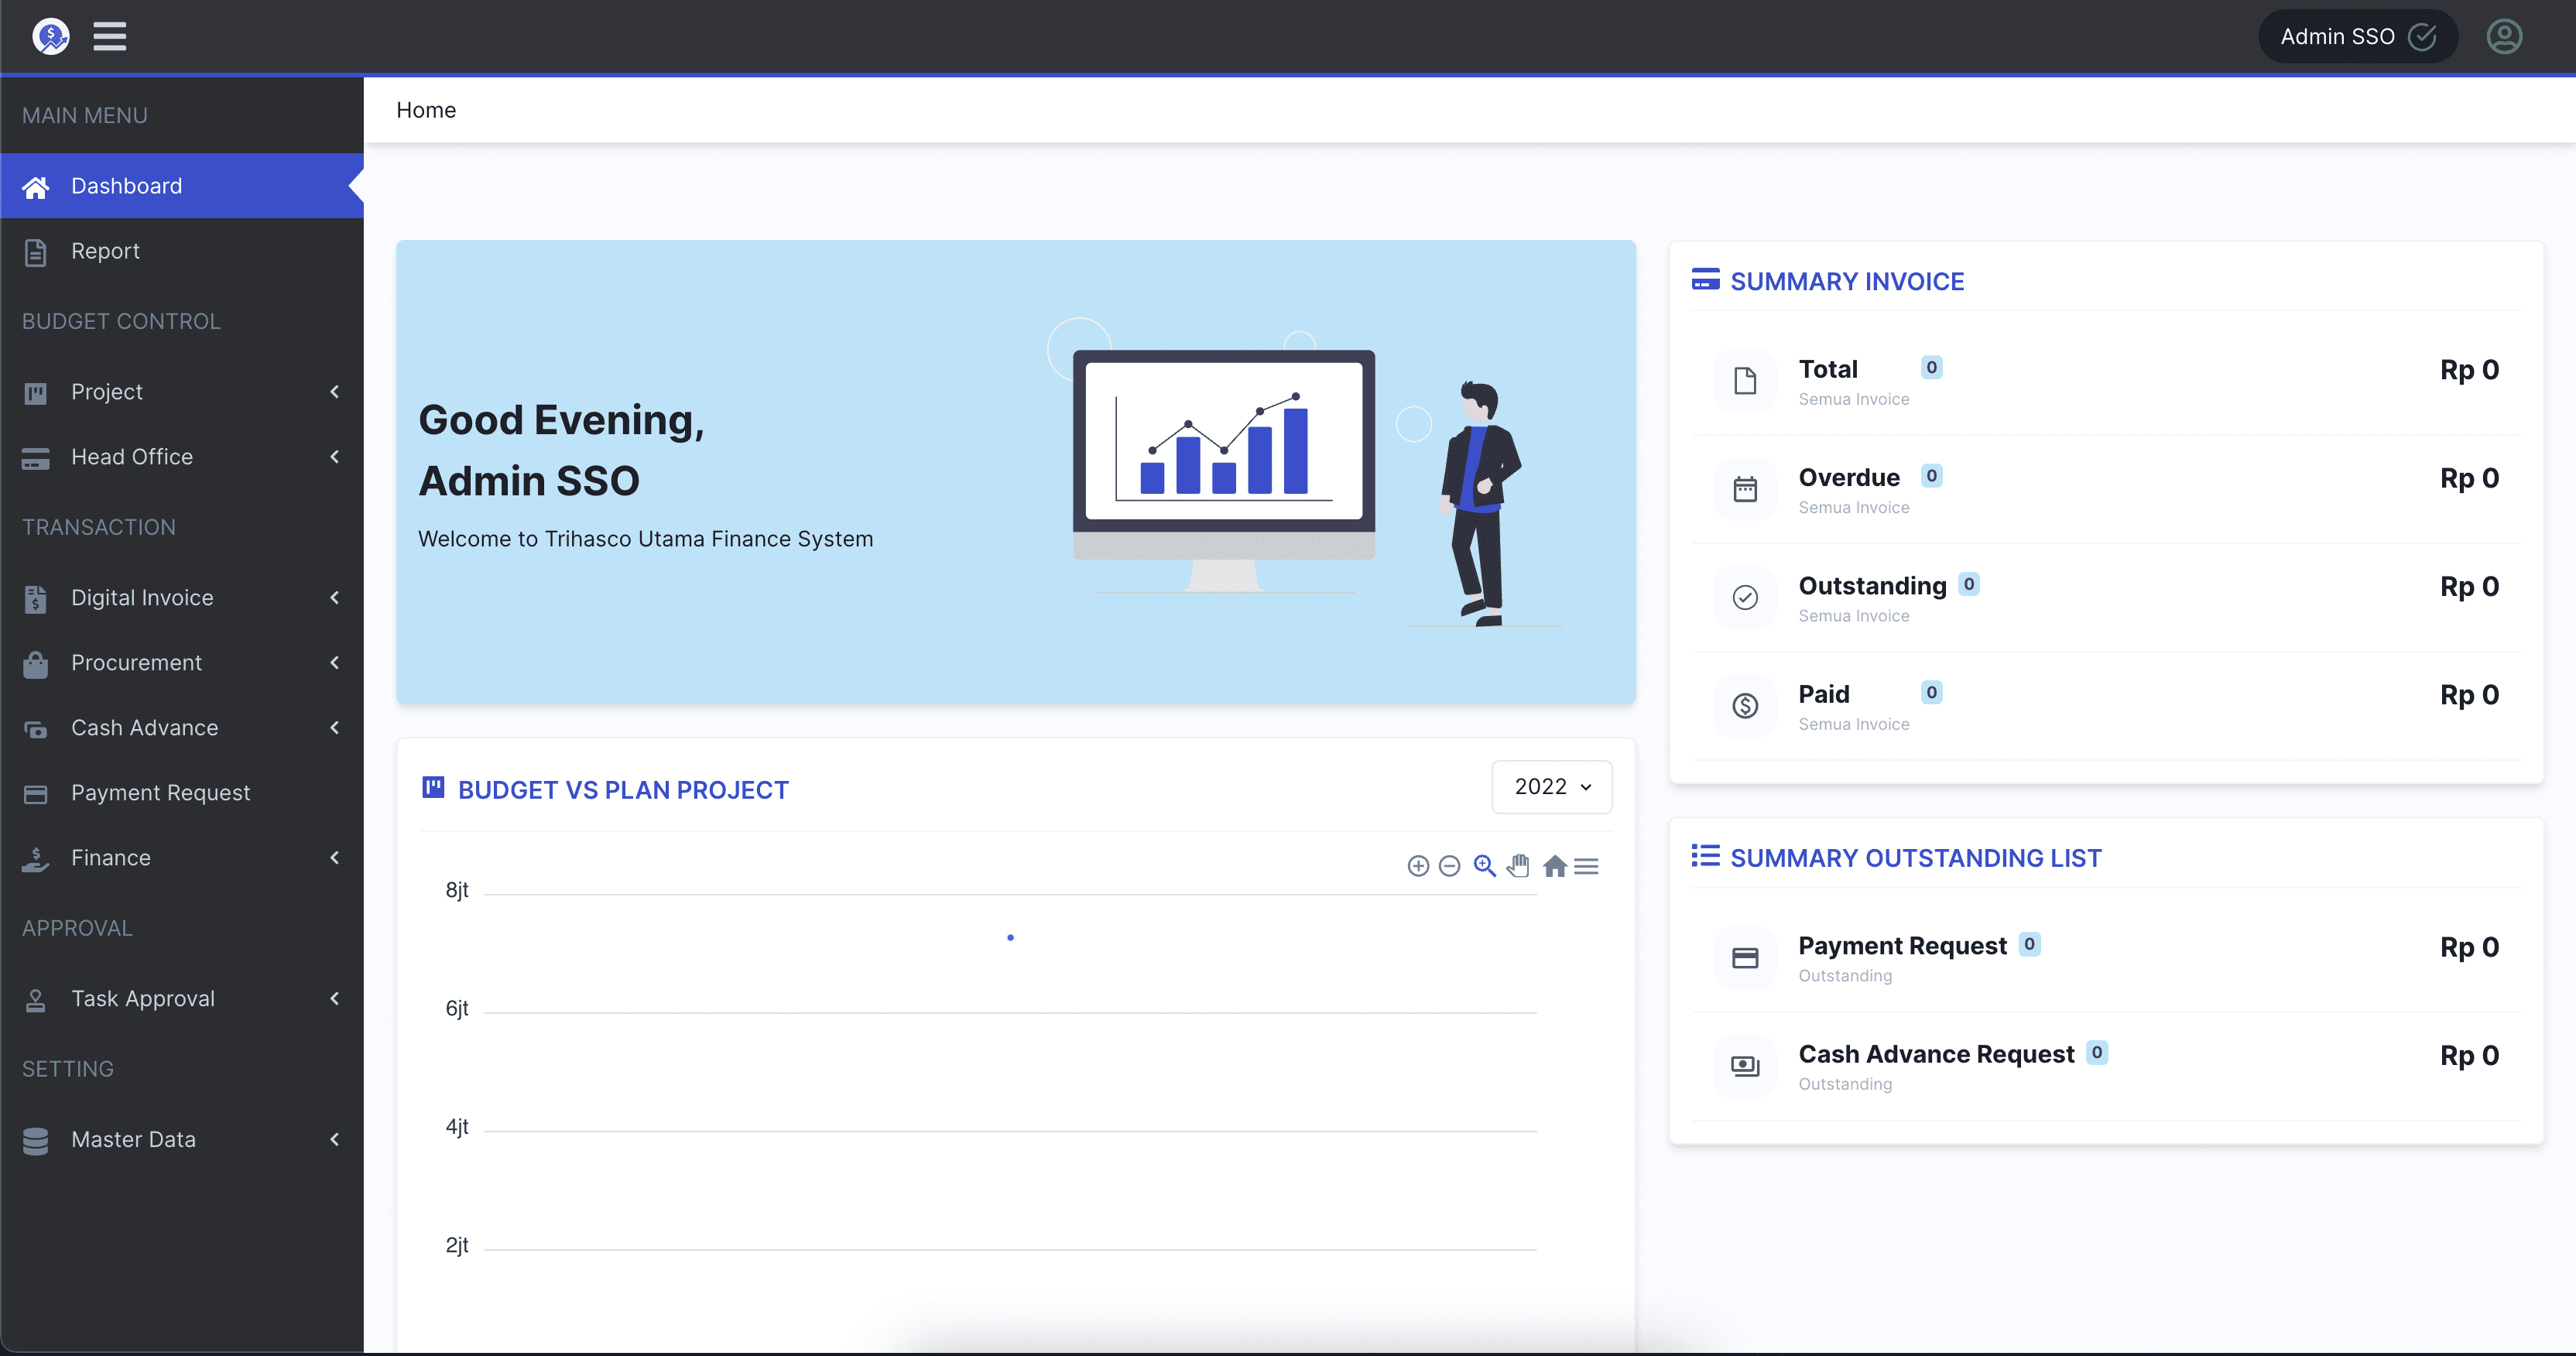 Admin SSO
MAIN MENU
Dashboard
Report
BUDGET CONTROL
Project
Head Office
TRANSACTION
Digital Invoice
Procurement
Cash Advance
Payment Request
Finance
APPROVAL
Task Approval
SETTING
Master Data
Home
Good Evening,
Admin SSO
Welcome to Trihasco Utama Finance System
BUDGET VS PLAN PROJECT
2022
8jt
6jt
4jt
2jt
SUMMARY INVOICE
Total 0 Rp 0
Semua Invoice
Overdue 0 Rp 0
Semua Invoice
Outstanding 0 Rp 0
Semua Invoice
Paid 0 Rp 0
Semua Invoice
SUMMARY OUTSTANDING LIST
Payment Request 0 Rp 0
Outstanding
Cash Advance Request 0 Rp 0
Outstanding